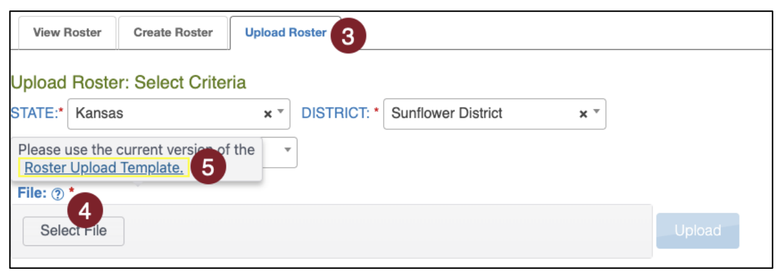 View Roster Create Roster Upload Roster 3
Upload Roster: Select Criteria
STATE:* Kansas × DISTRICT: * Sunflower District ×
Please use the current version of the
Roster Upload Template. 5
File: ? *
4
Select File Upload